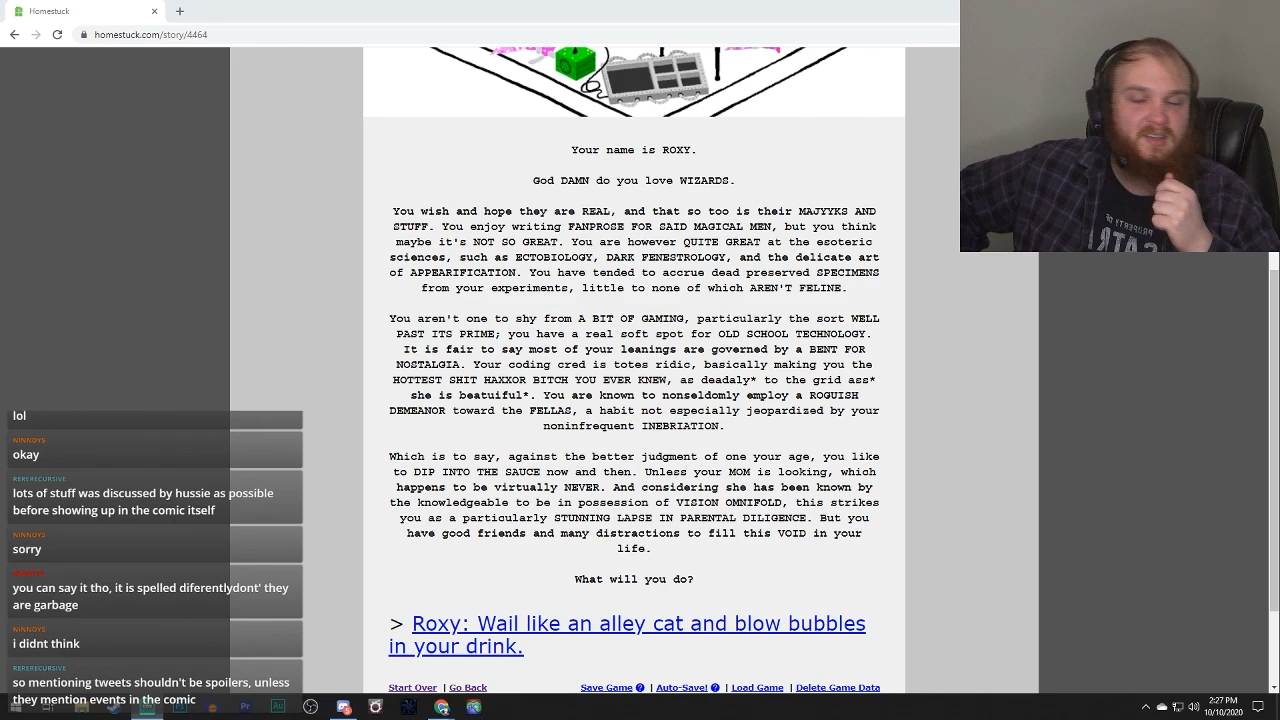 Homestuck
homestuck.com/story/4464
PROPERTY OF
Your name is ROXY.
God DAMN do you love WIZARDS.
You wish and hope they are REAL, and that so too is their MAJYYKS AND
STUFF. You enjoy writing FANPROSE FOR SAID MAGICAL MEN, but you think
maybe it's NOT SO GREAT. You are however QUITE GREAT at the esoteric
sciences, such as ECTOBIOLOGY, DARK FENESTROLOGY, and the delicate art
of APPEARIFICATION. You have tended to accrue dead preserved SPECIMENS
from your experiments, little to none of which AREN'T FELINE.
You aren't one to shy from A BIT OF GAMING, particularly the sort WELL
PAST ITS PRIME; you have a real soft spot for OLD SCHOOL TECHNOLOGY.
It is fair to say most of your leanings are governed by a BENT FOR
NOSTALGIA. Your coding cred is totes ridic, basically making you the
HOTTEST SHIT HAXXOR BITCH YOU EVER KNEW, as deadaly* to the grid ass*
she is beatuiful*. You are known to nonseldomly employ a ROGUISH
DEMEANOR toward the FELLAS, a habit not especially jeopardized by your
noninfrequent INEBRIATION.
Which is to say, against the better judgment of one your age, you like
to DIP INTO THE SAUCE now and then. Unless your MOM is looking, which
happens to be virtually NEVER. And considering she has been known by
the knowledgeable to be in possession of VISION OMNIFOLD, this strikes
you as a particularly STUNNING LAPSE IN PARENTAL DILIGENCE. But you
have good friends and many distractions to fill this VOID in your
life.
What will you do?
> Roxy: Wail like an alley cat and blow bubbles
in your drink.
Start Over | Go Back Save Game ? | Auto-Save! ? | Load Game | Delete Game Data
lol
NINNOYS
okay
RERERECURSIVE
lots of stuff was discussed by hussie as possible
before showing up in the comic itself
NINNOYS
sorry
you can say it tho, it is spelled diferentlydont' they
are garbage
NINNOYS
i didnt think
RERERECURSIVE
so mentioning tweets shouldn't be spoilers, unless
they mention events in the comic
2:27 PM
10/10/2020